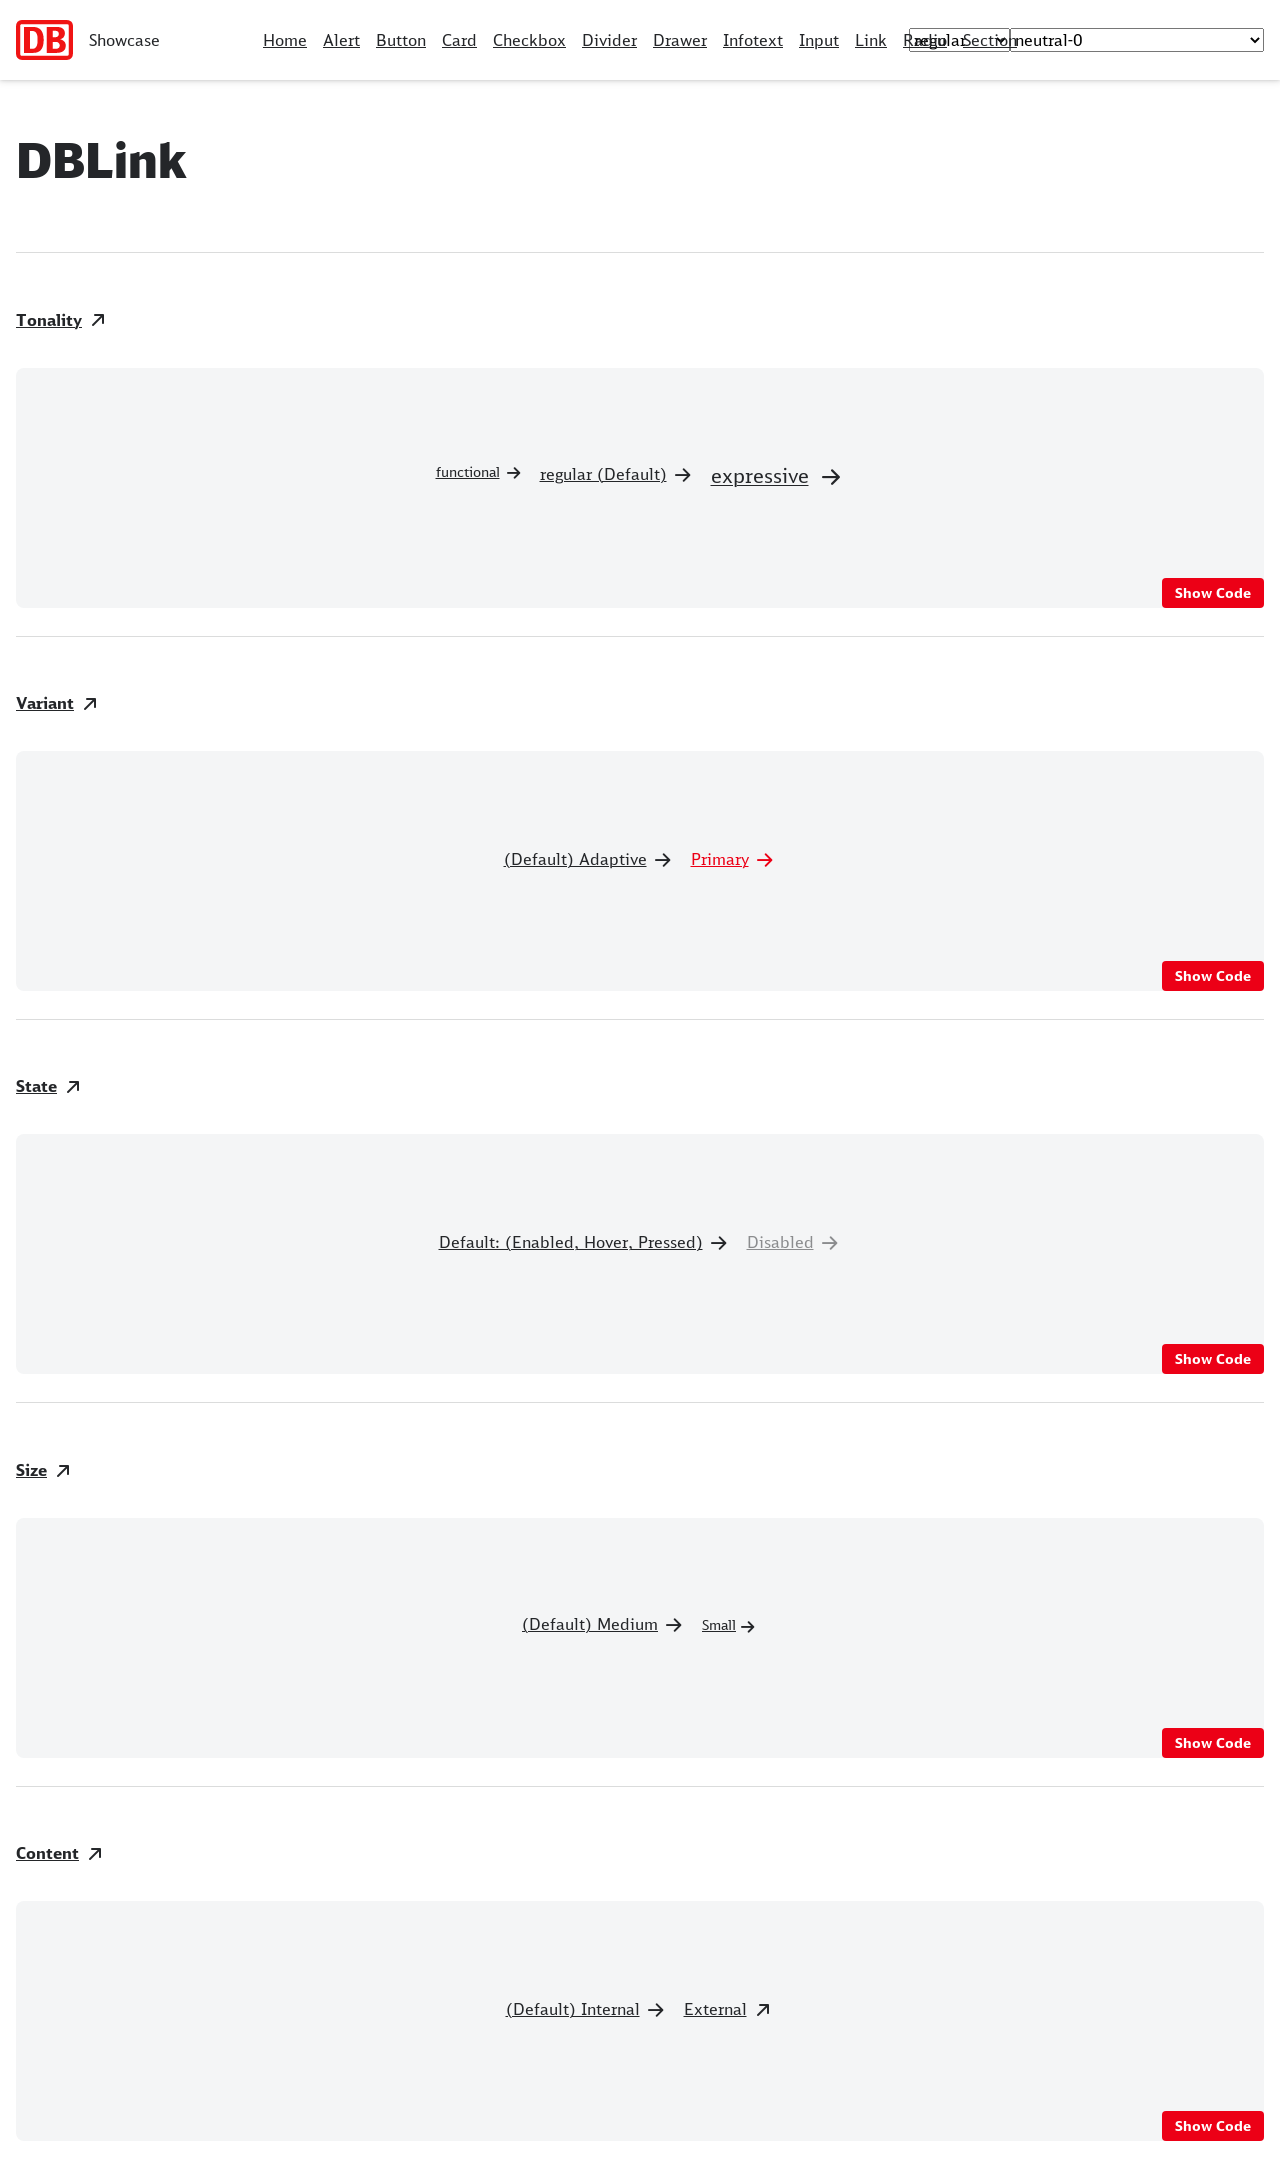 DB Showcase Home Alert Button Card Checkbox Divider Drawer Infotext Input Link Radio Section regular neutral-0
DBLink
Tonality
functional regular (Default) expressive
Show Code
Variant
(Default) Adaptive Primary
Show Code
State
Default: (Enabled, Hover, Pressed) Disabled
Show Code
Size
(Default) Medium Small
Show Code
Content
(Default) Internal External
Show Code